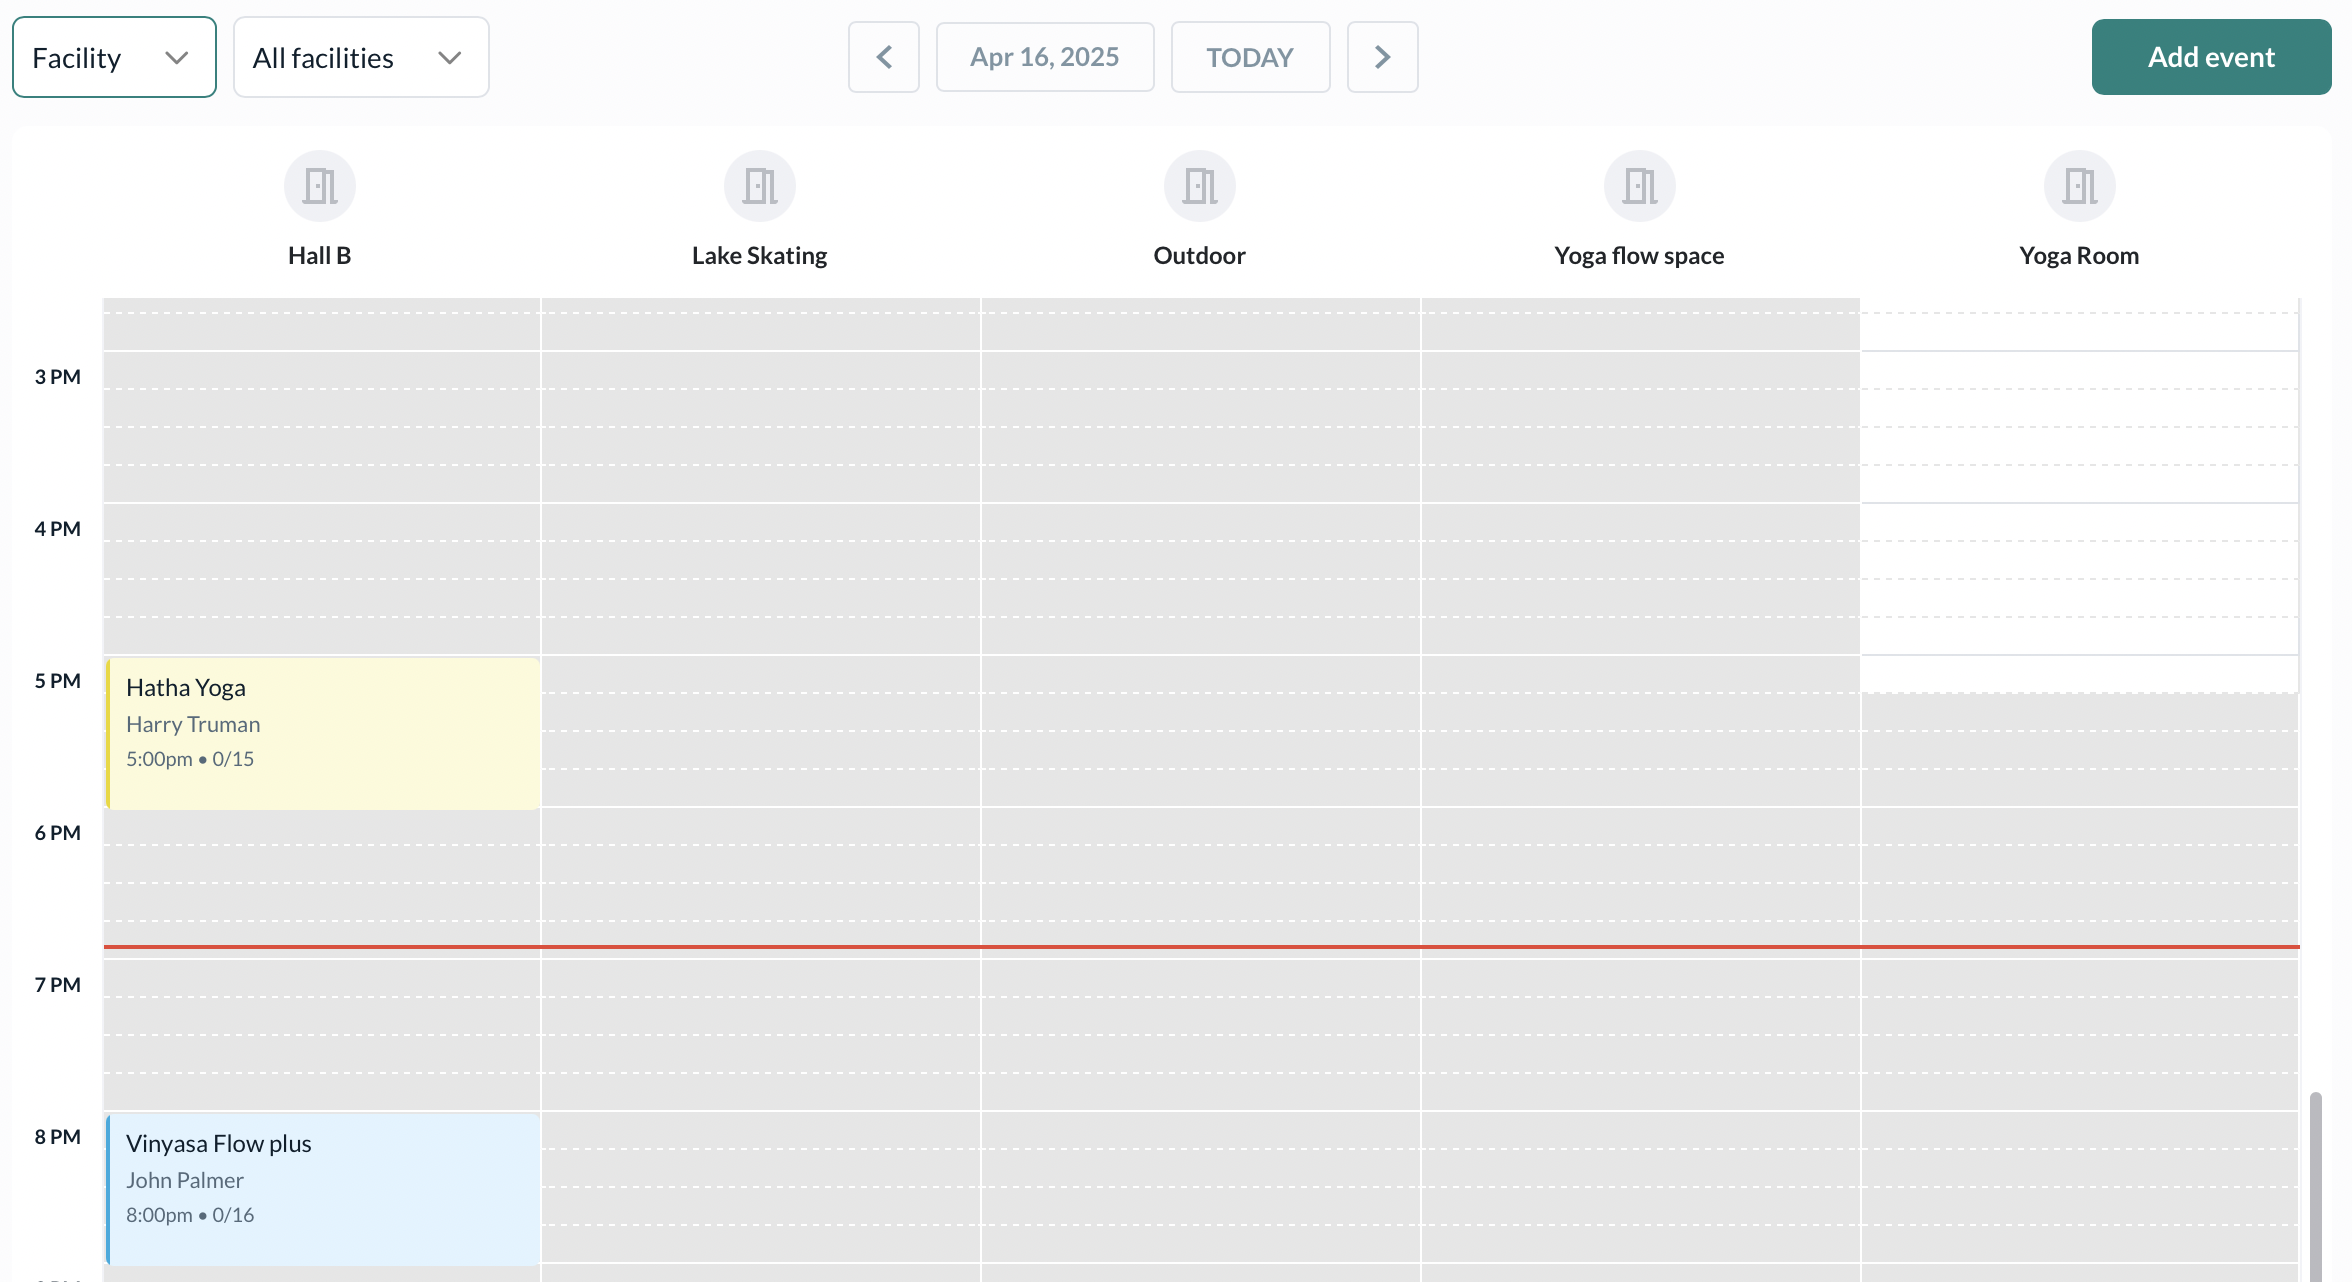 Facility
All facilities
Apr 16, 2025
TODAY
Add event
Hall B
Lake Skating
Outdoor
Yoga flow space
Yoga Room
3 PM
4 PM
5 PM
Hatha Yoga
Harry Truman
5:00pm • 0/15
6 PM
7 PM
8 PM
Vinyasa Flow plus
John Palmer
8:00pm • 0/16